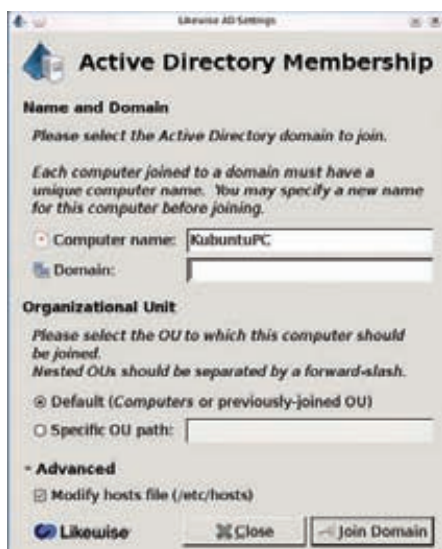 Likewise AD Settings
Active Directory Membership
Name and Domain
Please select the Active Directory domain to join.
Each computer joined to a domain must have a
unique computer name. You may specify a new name
for this computer before joining.
Computer name: KubuntuPC
Domain:
Organizational Unit
Please select the OU to which this computer should
be joined.
Nested OUs should be separated by a forward-slash.
Default (Computers or previously-joined OU)
Specific OU path:
Advanced
Modify hosts file (/etc/hosts)
Likewise Close Join Domain